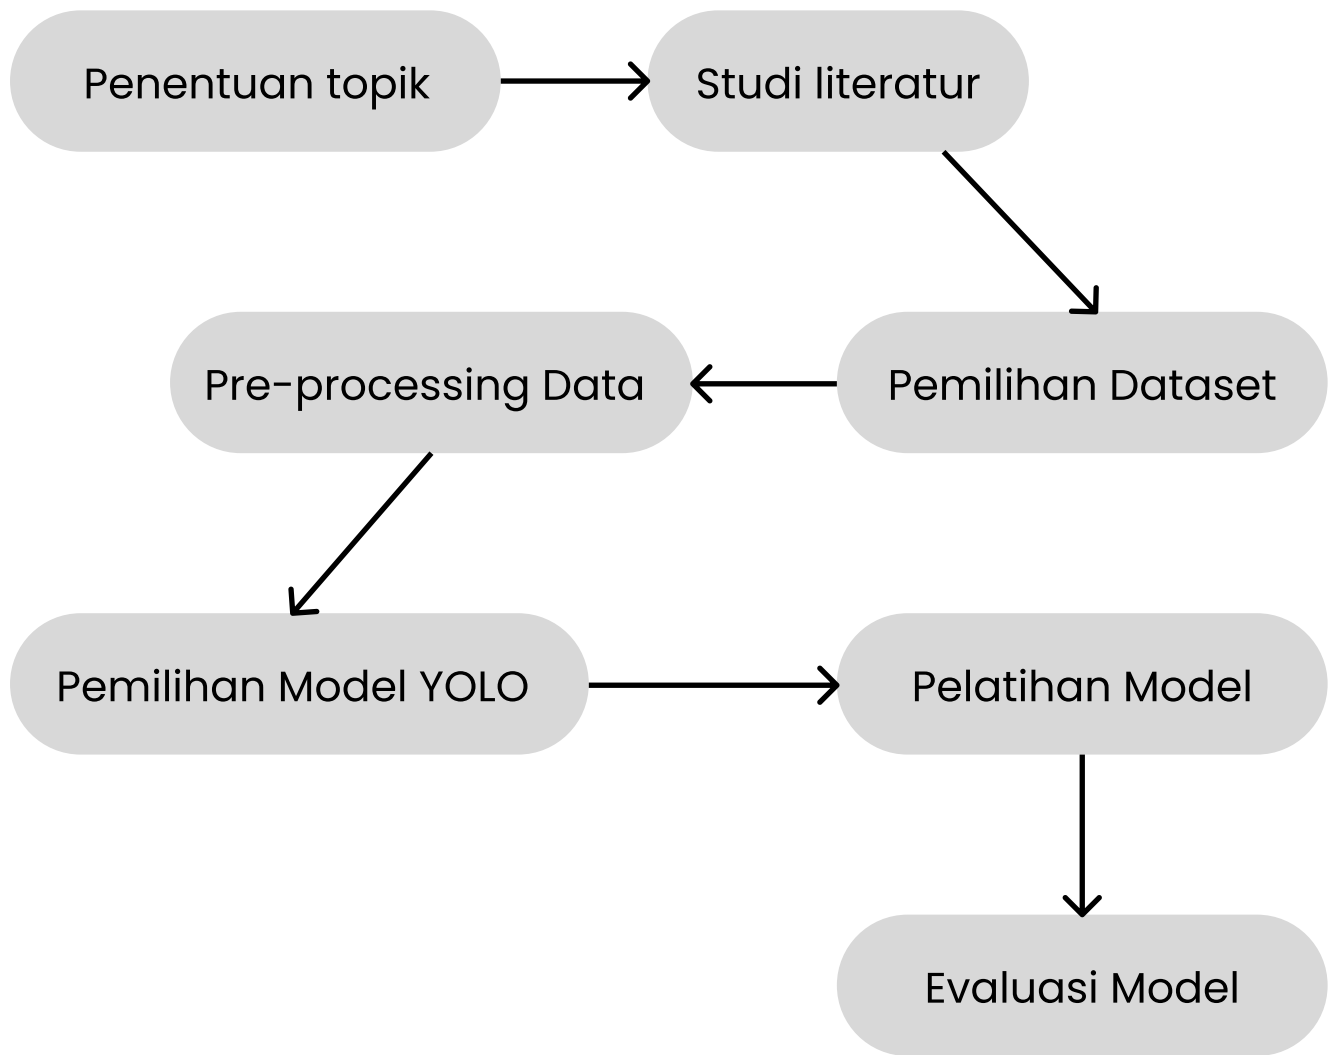 Penentuan topik
Studi literatur
Pemilihan Dataset
Pre-processing Data
Pemilihan Model YOLO
Pelatihan Model
Evaluasi Model